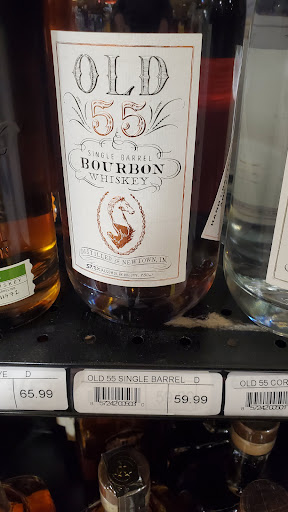 OLD
55
SINGLE BARREL
BOURBON
WHISKEY
DISTILLED IN NEWTOWN, IN
D
65.99
OLD 55 SINGLE BARREL D
59.99
OLD 55 COR